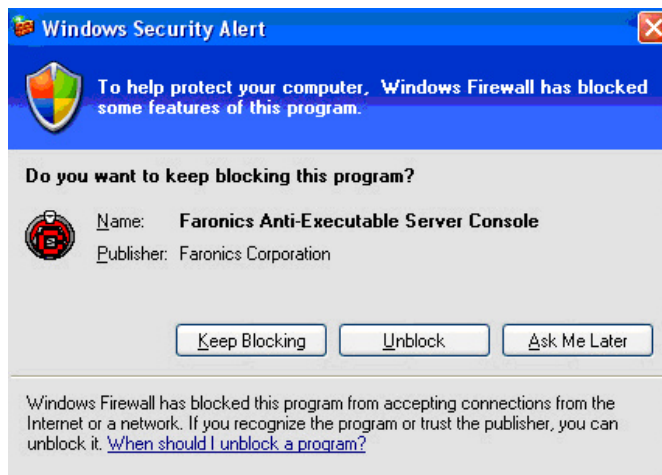 Windows Security Alert
To help protect your computer, Windows Firewall has blocked
some features of this program.
Do you want to keep blocking this program?
Name: Faronics Anti-Executable Server Console
Publisher: Faronics Corporation
Keep Blocking Unblock Ask Me Later
Windows Firewall has blocked this program from accepting connections from the
Internet or a network. If you recognize the program or trust the publisher, you can
unblock it. When should I unblock a program?